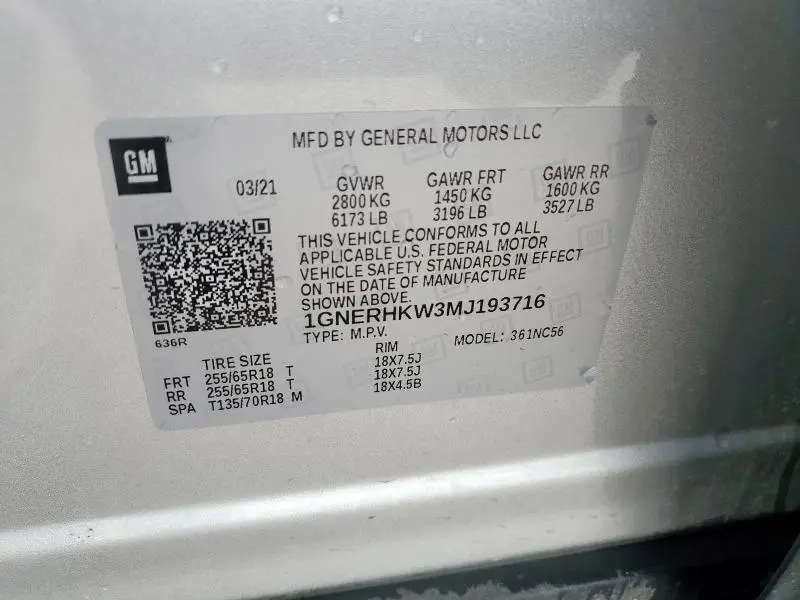 GM
MFD BY GENERAL MOTORS LLC
03/21
GVWR GAWR FRT GAWR RR
2800 KG 1450 KG 1600 KG
6173 LB 3196 LB 3527 LB
THIS VEHICLE CONFORMS TO ALL
APPLICABLE U.S. FEDERAL MOTOR
VEHICLE SAFETY STANDARDS IN EFFECT
ON THE DATE OF MANUFACTURE
SHOWN ABOVE.
1GNERHKW3MJ193716
636R
TYPE: M.P.V. MODEL: 361NC56
TIRE SIZE RIM
FRT 255/65R18 T 18X7.5J
RR 255/65R18 T 18X7.5J
SPA T135/70R18 M 18X4.5B